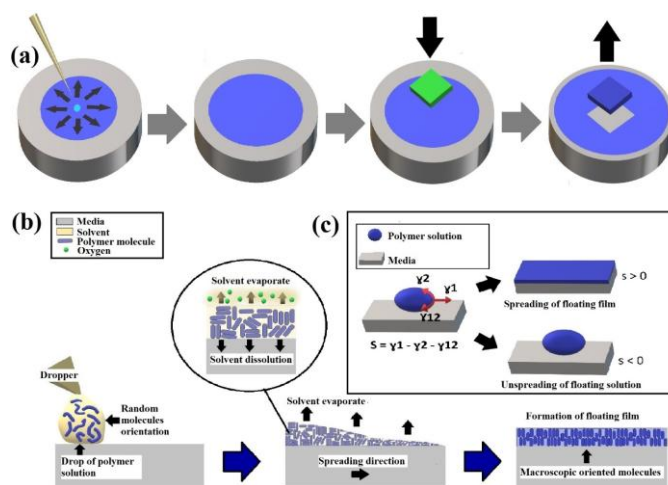 (a)
(b)
Media
Solvent
Polymer molecule
Oxygen
Solvent evaporate
Solvent dissolution
Dropper
Random
molecules
orientation
Drop of polymer
solution
Solvent evaporate
Spreading direction
Formation of floating film
Macroscopic oriented molecules
(c)
Polymer solution
Media
γ2
γ1
γ12
S = γ1 - γ2 - γ12
s > 0
Spreading of floating film
s < 0
Unspreading of floating solution